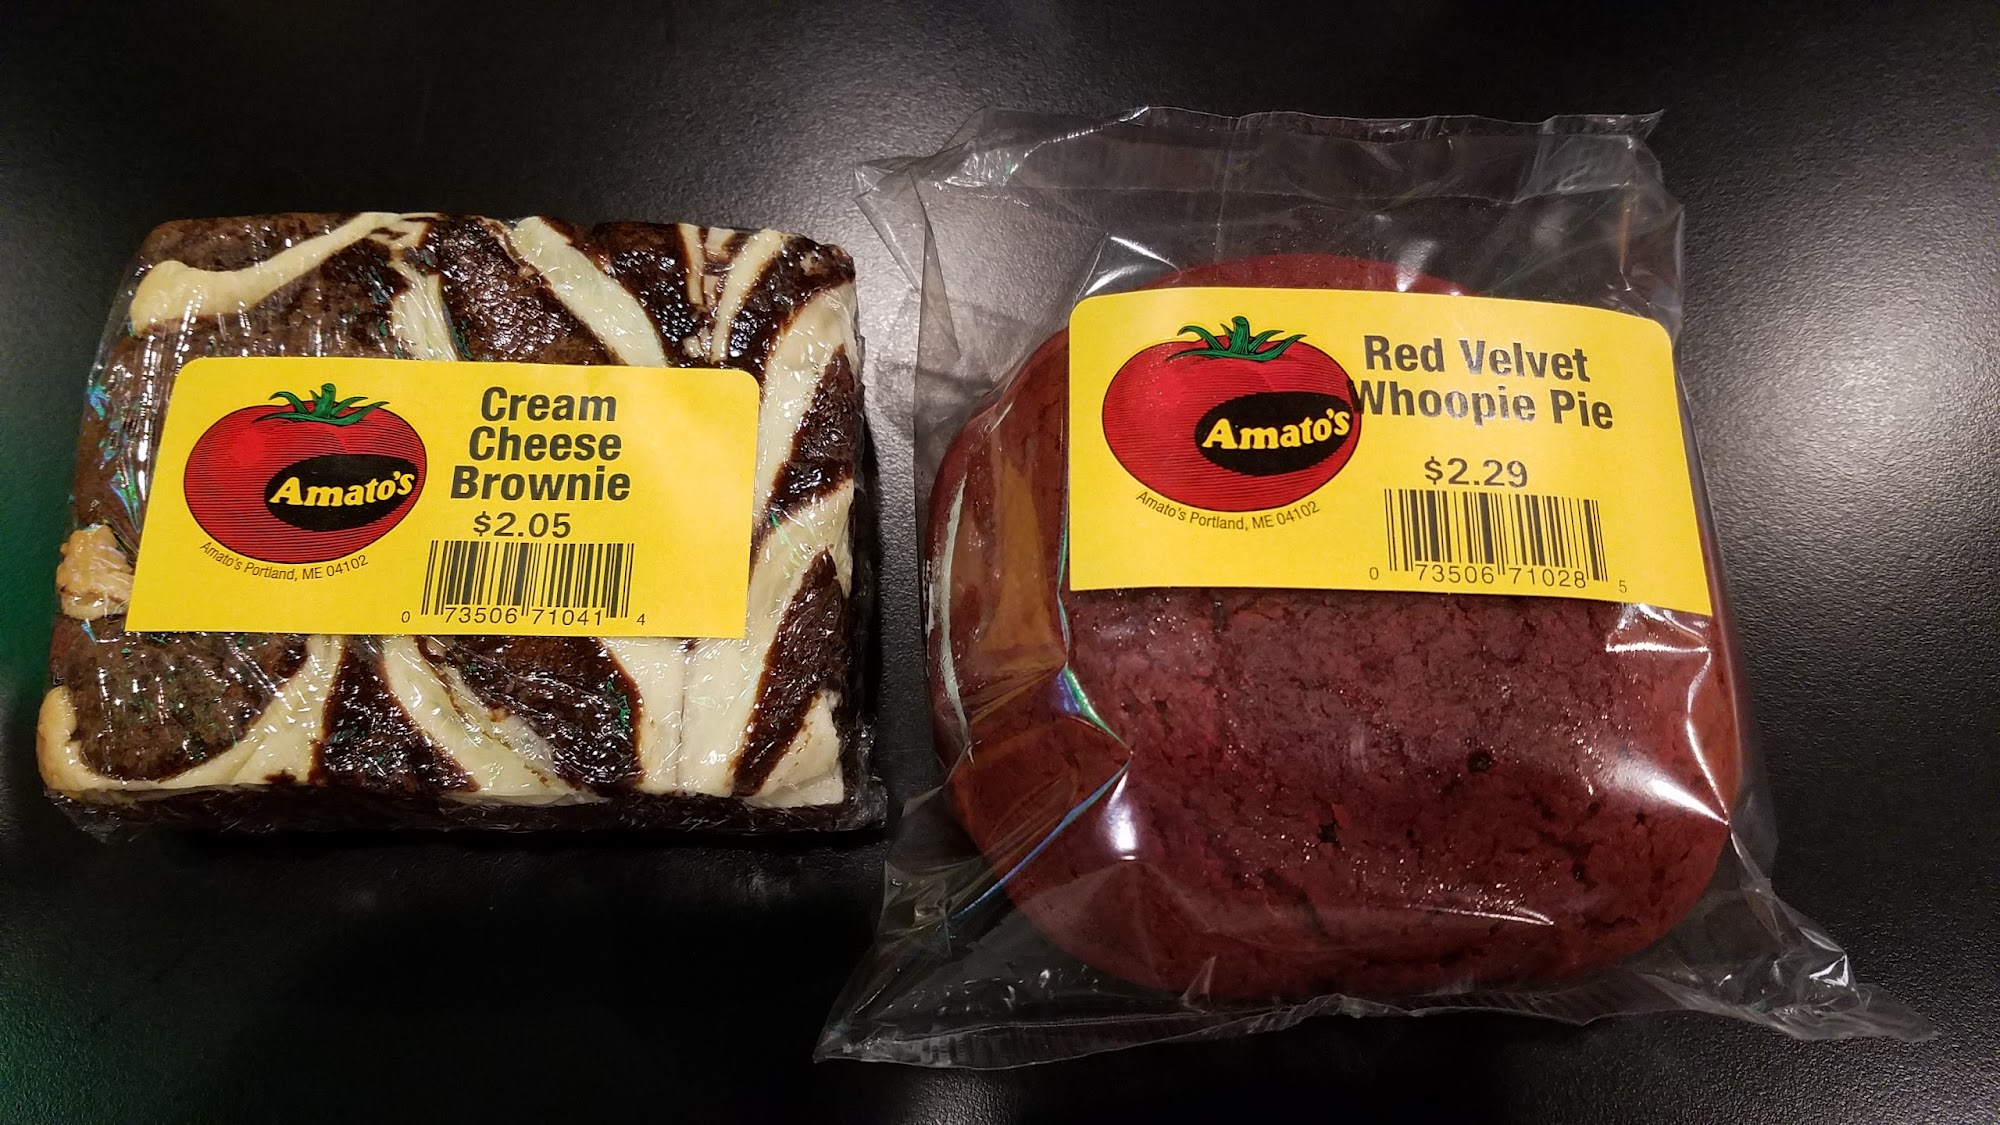 Amato's
Amato's Portland, ME 04102
Cream
Cheese
Brownie
$2.05
0 73506 71041 4
Amato's
Amato's Portland, ME 04102
Red Velvet
Whoopie Pie
$2.29
0 73506 71028 5